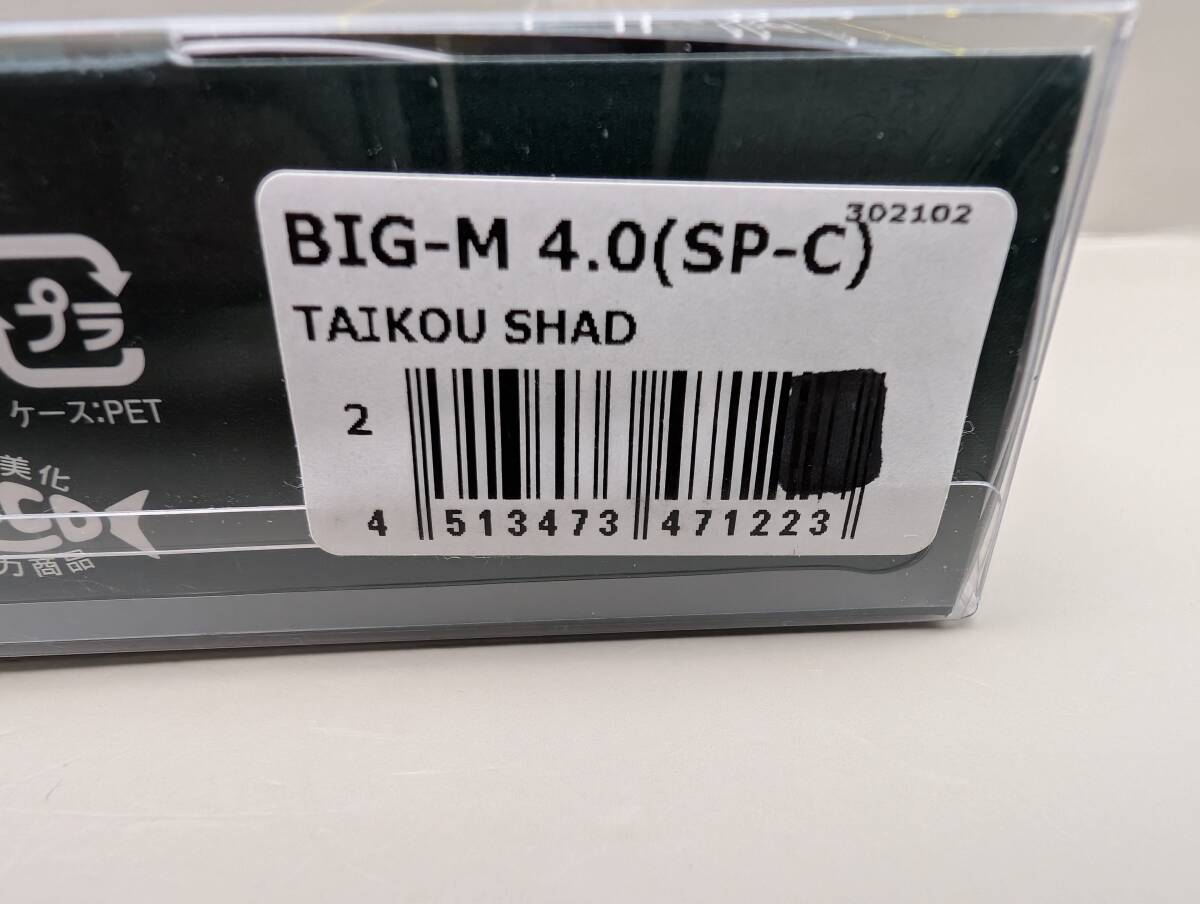 302102
BIG-M 4.0(SP-C)
TAIKOU SHAD
2
4 513473 471223
プラ
ケース:PET
美化
力商品